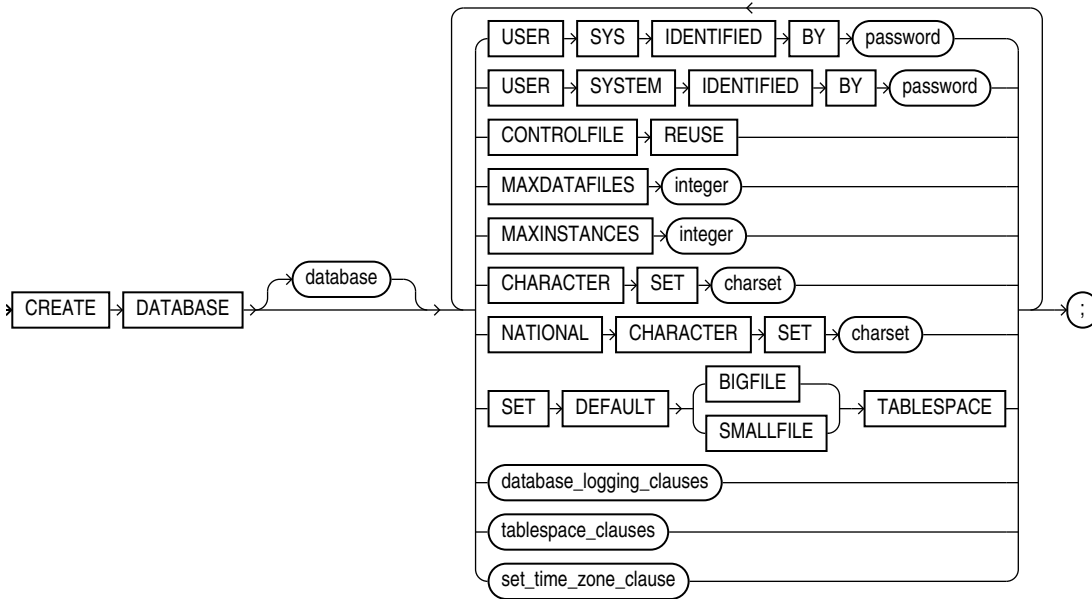 USER SYS IDENTIFIED BY password
USER SYSTEM IDENTIFIED BY password
CONTROLFILE REUSE
MAXDATAFILES integer
MAXINSTANCES integer
database
CHARACTER SET charset
CREATE DATABASE ;
NATIONAL CHARACTER SET charset
BIGFILE
SET DEFAULT TABLESPACE
SMALLFILE
database_logging_clauses
tablespace_clauses
set_time_zone_clause